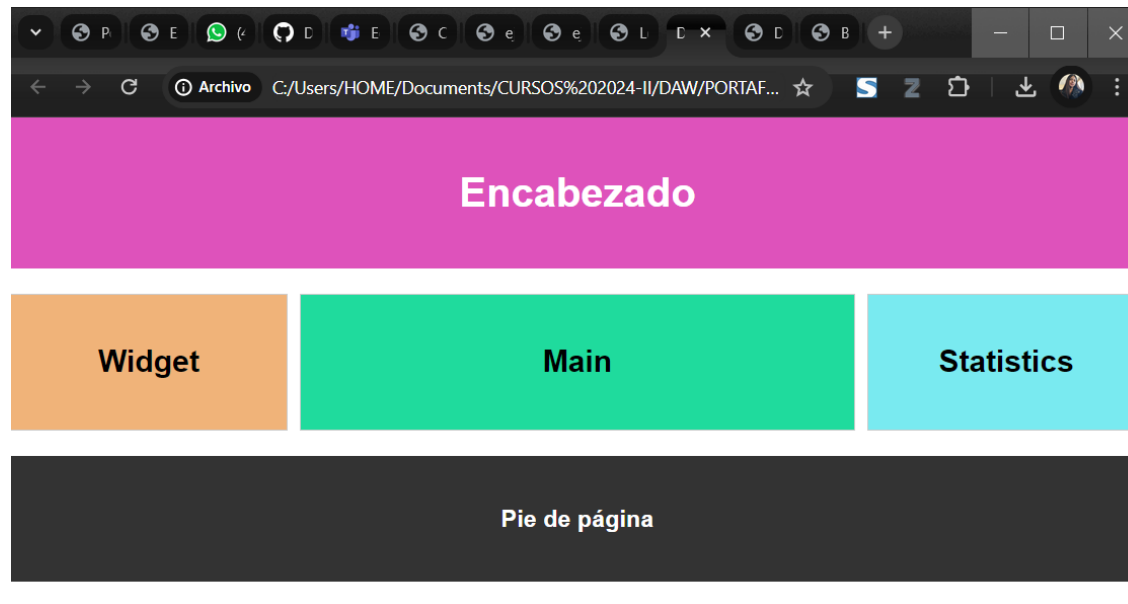 P E ( D E C e e L D D B
Archivo C:/Users/HOME/Documents/CURSOS%202024-II/DAW/PORTAF...
Encabezado
Widget Main Statistics
Pie de página